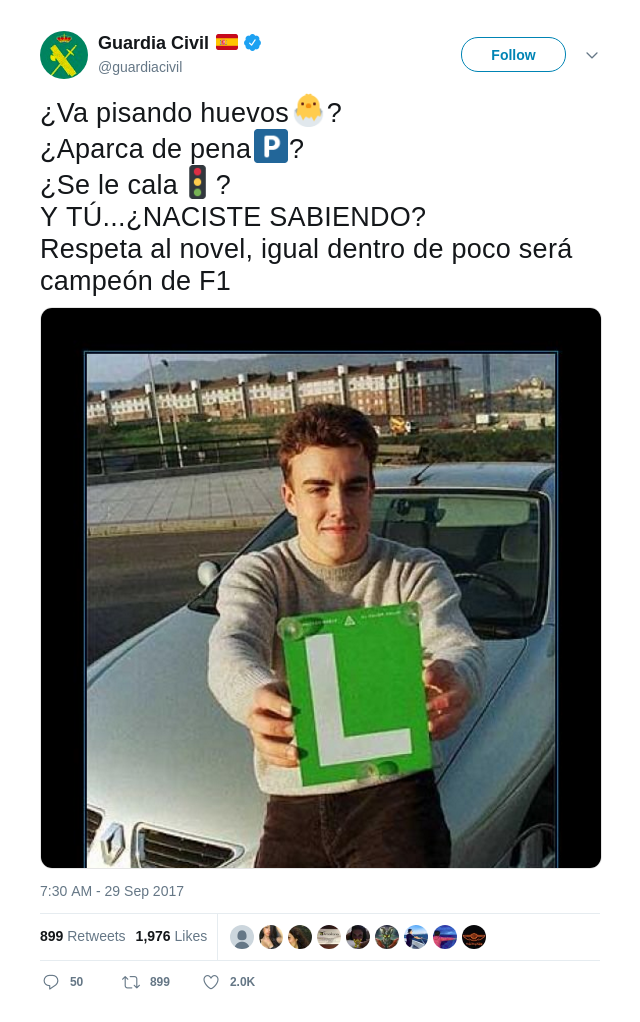 Guardia Civil
@guardiacivil
Follow
¿Va pisando huevos🐣?
¿Aparca de pena🅿?
¿Se le cala 🚦 ?
Y TÚ...¿NACISTE SABIENDO?
Respeta al novel, igual dentro de poco será
campeón de F1
L
7:30 AM - 29 Sep 2017
899 Retweets 1,976 Likes
50 899 2.0K